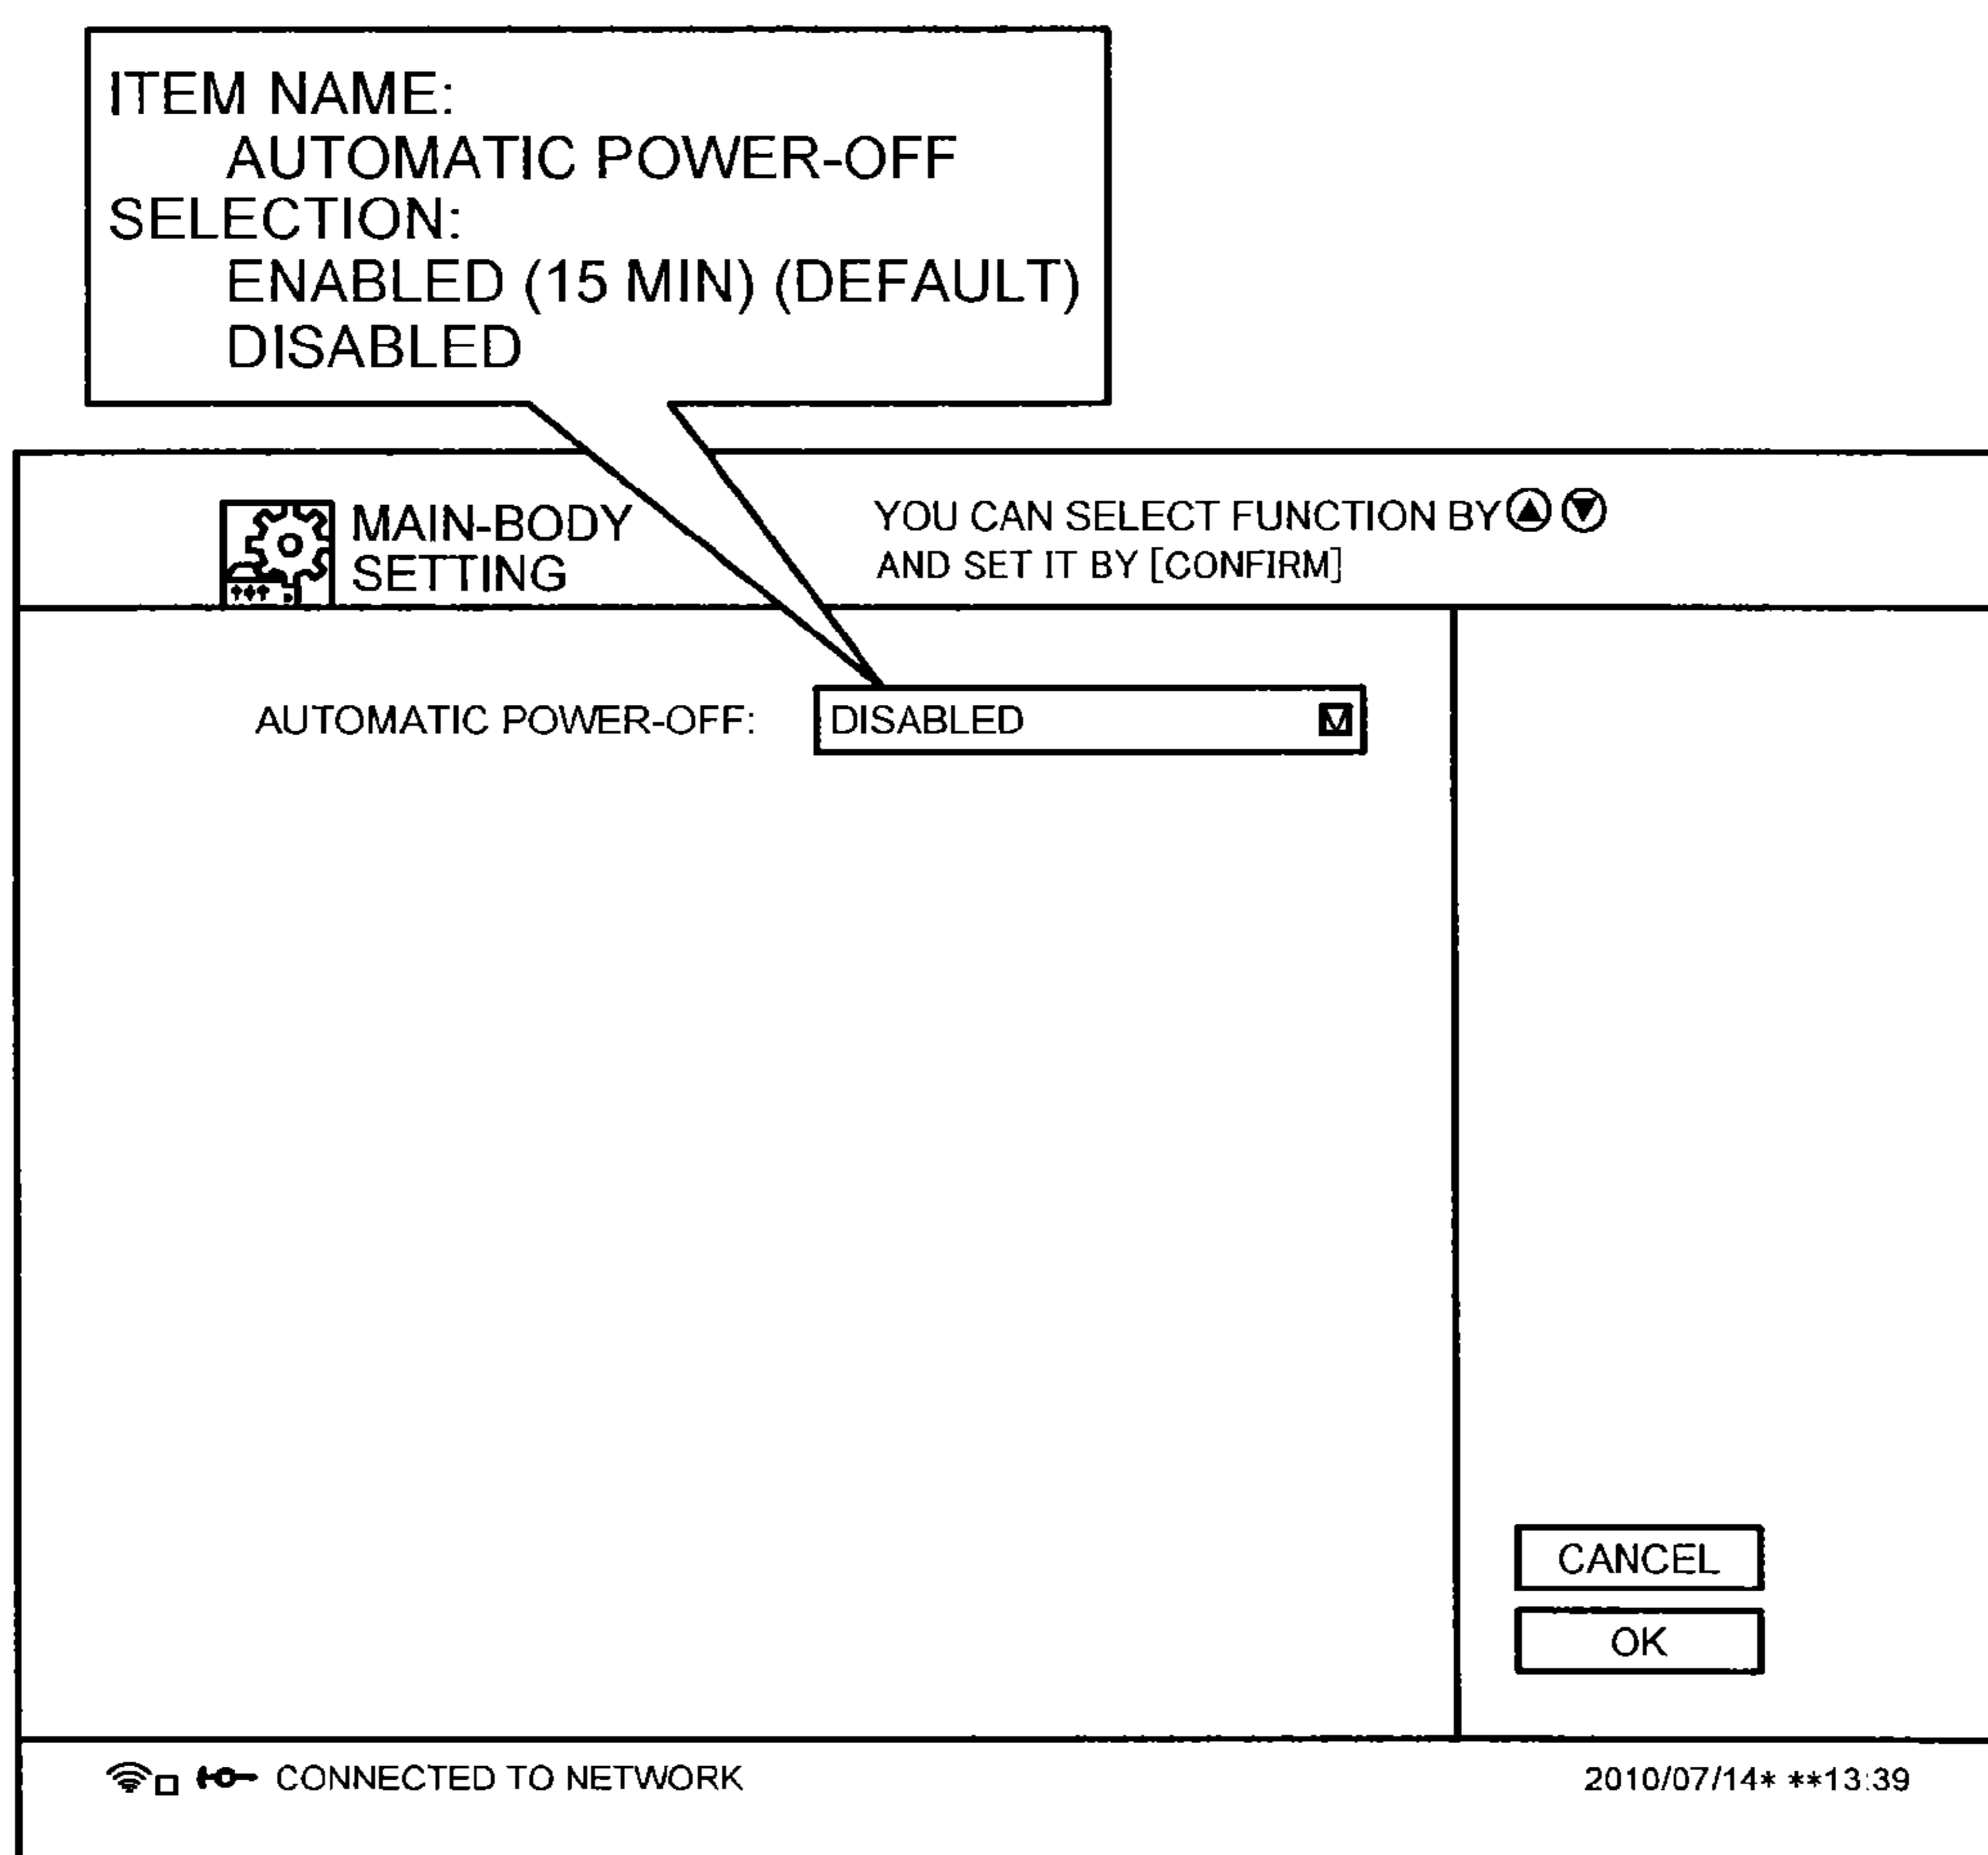 ITEM NAME:
AUTOMATIC POWER-OFF
SELECTION:
ENABLED (15 MIN) (DEFAULT)
DISABLED
MAIN-BODY
SETTING
YOU CAN SELECT FUNCTION BY
AND SET IT BY [CONFIRM]
AUTOMATIC POWER-OFF: DISABLED
CANCEL
OK
CONNECTED TO NETWORK
2010/07/14* **13:39